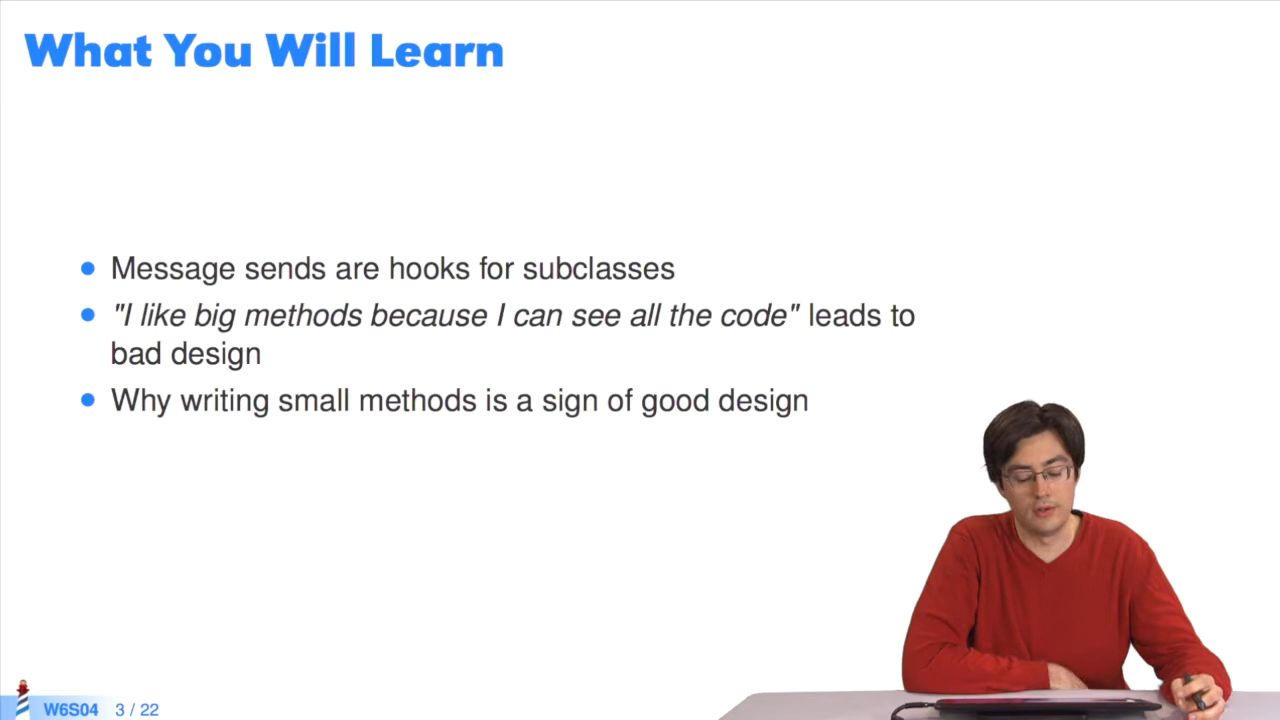 What You Will Learn
Message sends are hooks for subclasses
"I like big methods because I can see all the code" leads to
bad design
Why writing small methods is a sign of good design
W6S04 3 / 22